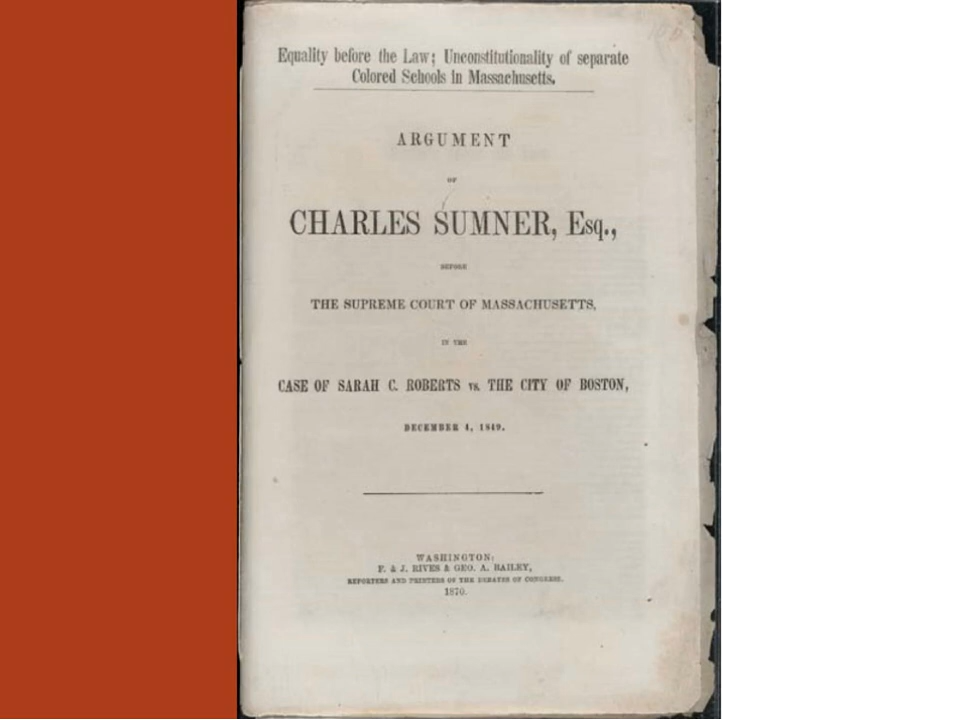 Equality before the Law; Unconstitutionality of separate
Colored Schools in Massachusetts.
ARGUMENT
OF
CHARLES SUMNER, Esq.,
BEFORE
THE SUPREME COURT OF MASSACHUSETTS,
IN THE
CASE OF SARAH C. ROBERTS vs. THE CITY OF BOSTON,
DECEMBER 4, 1849.
WASHINGTON:
F. & J. RIVES & GEO. A. BAILEY,
REPORTERS AND PRINTERS OF THE DEBATES OF CONGRESS.
1870.